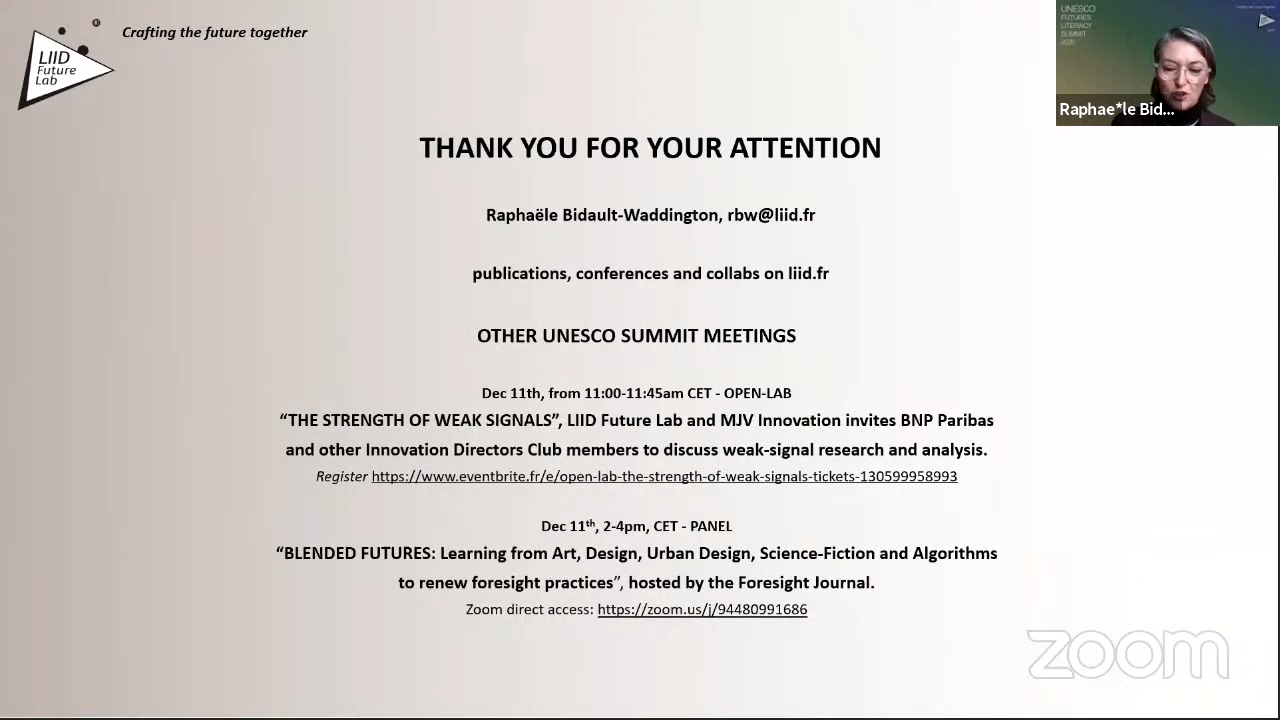 Crafting the future together
LIID
Future
Lab
UNESCO
FUTURES
LITERACY
SUMMIT
2020
Raphae*le Bid...
THANK YOU FOR YOUR ATTENTION
Raphaële Bidault-Waddington, rbw@liid.fr
publications, conferences and collabs on liid.fr
OTHER UNESCO SUMMIT MEETINGS
Dec 11th, from 11:00-11:45am CET - OPEN-LAB
“THE STRENGTH OF WEAK SIGNALS”, LIID Future Lab and MJV Innovation invites BNP Paribas
and other Innovation Directors Club members to discuss weak-signal research and analysis.
Register https://www.eventbrite.fr/e/open-lab-the-strength-of-weak-signals-tickets-130599958993
Dec 11th, 2-4pm, CET - PANEL
“BLENDED FUTURES: Learning from Art, Design, Urban Design, Science-Fiction and Algorithms
to renew foresight practices”, hosted by the Foresight Journal.
Zoom direct access: https://zoom.us/j/94480991686
zoom